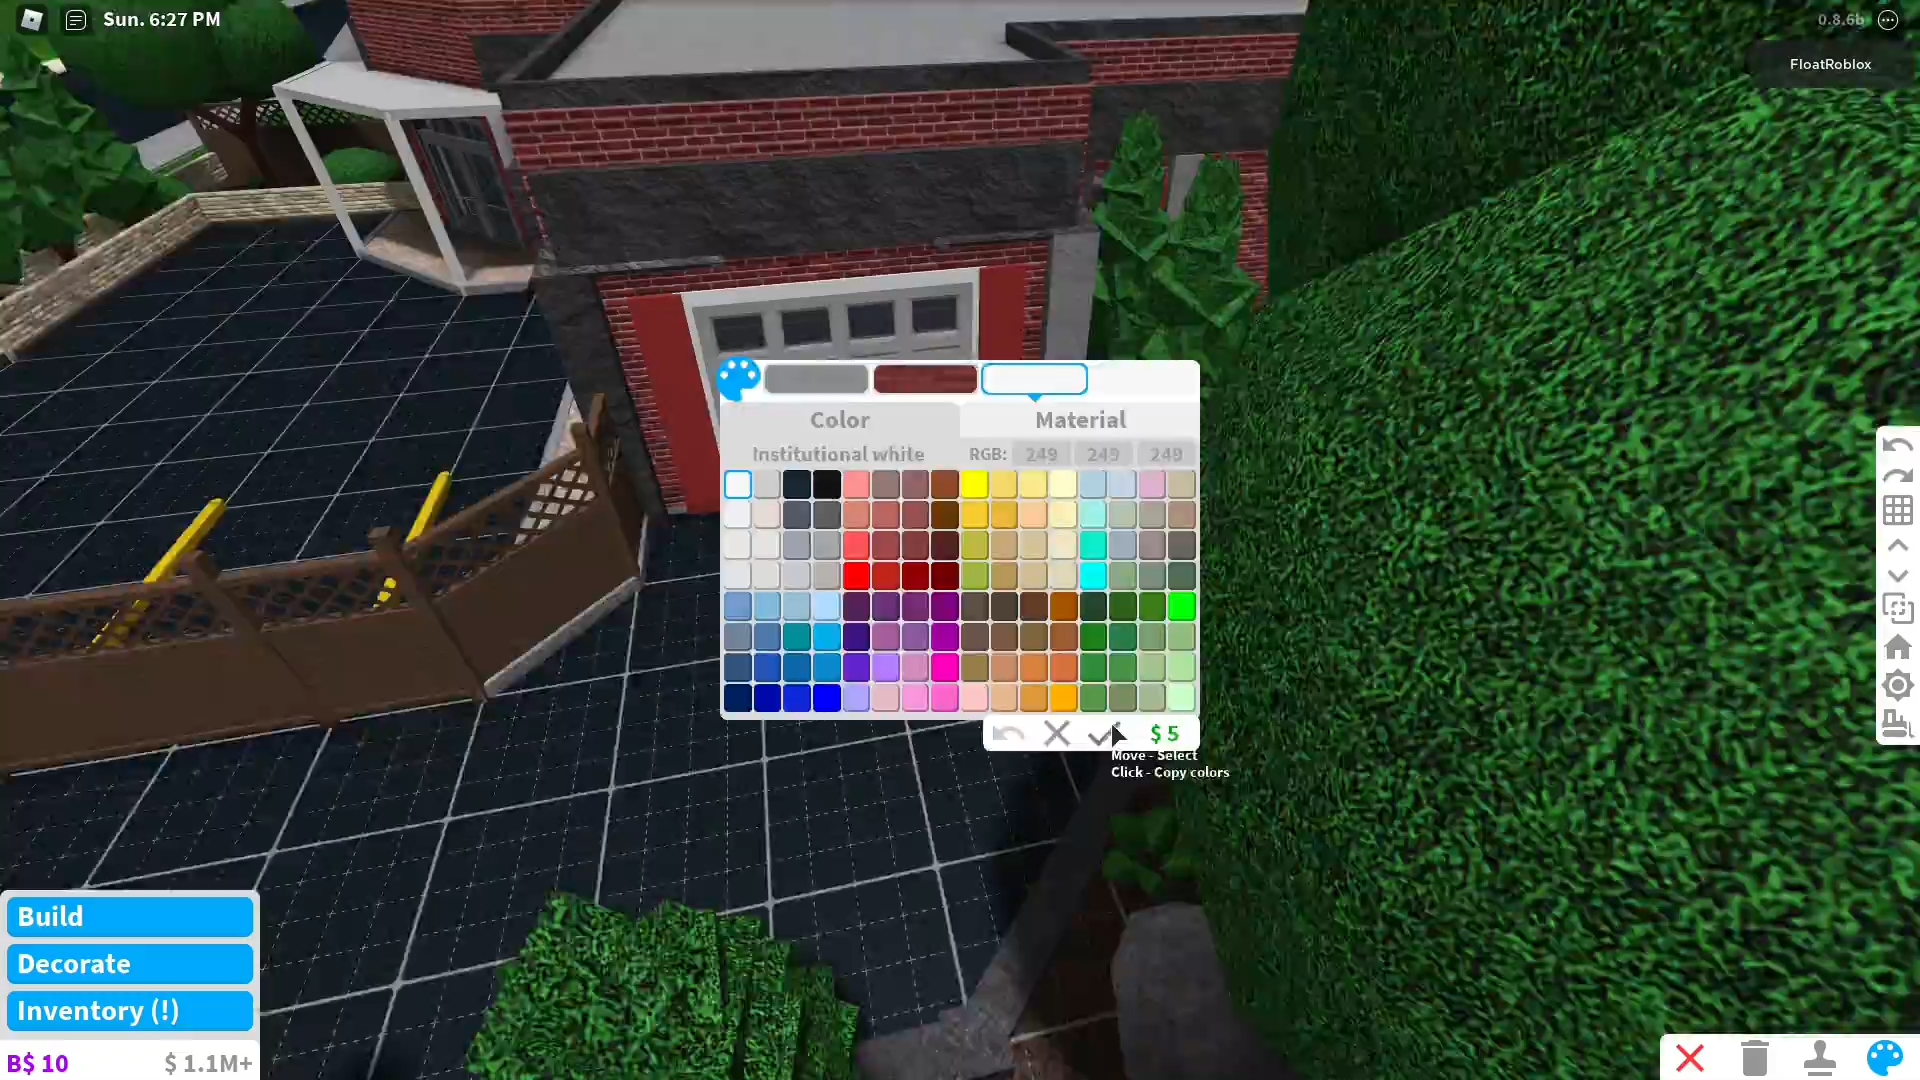 Sun. 6:27 PM
0.8.6b
FloatRoblox
Color
Material
Institutional white
RGB: 249 249 249
$ 5
Move - Select
Click - Copy colors
Build
Decorate
Inventory (!)
B$ 10
$ 1.1M+